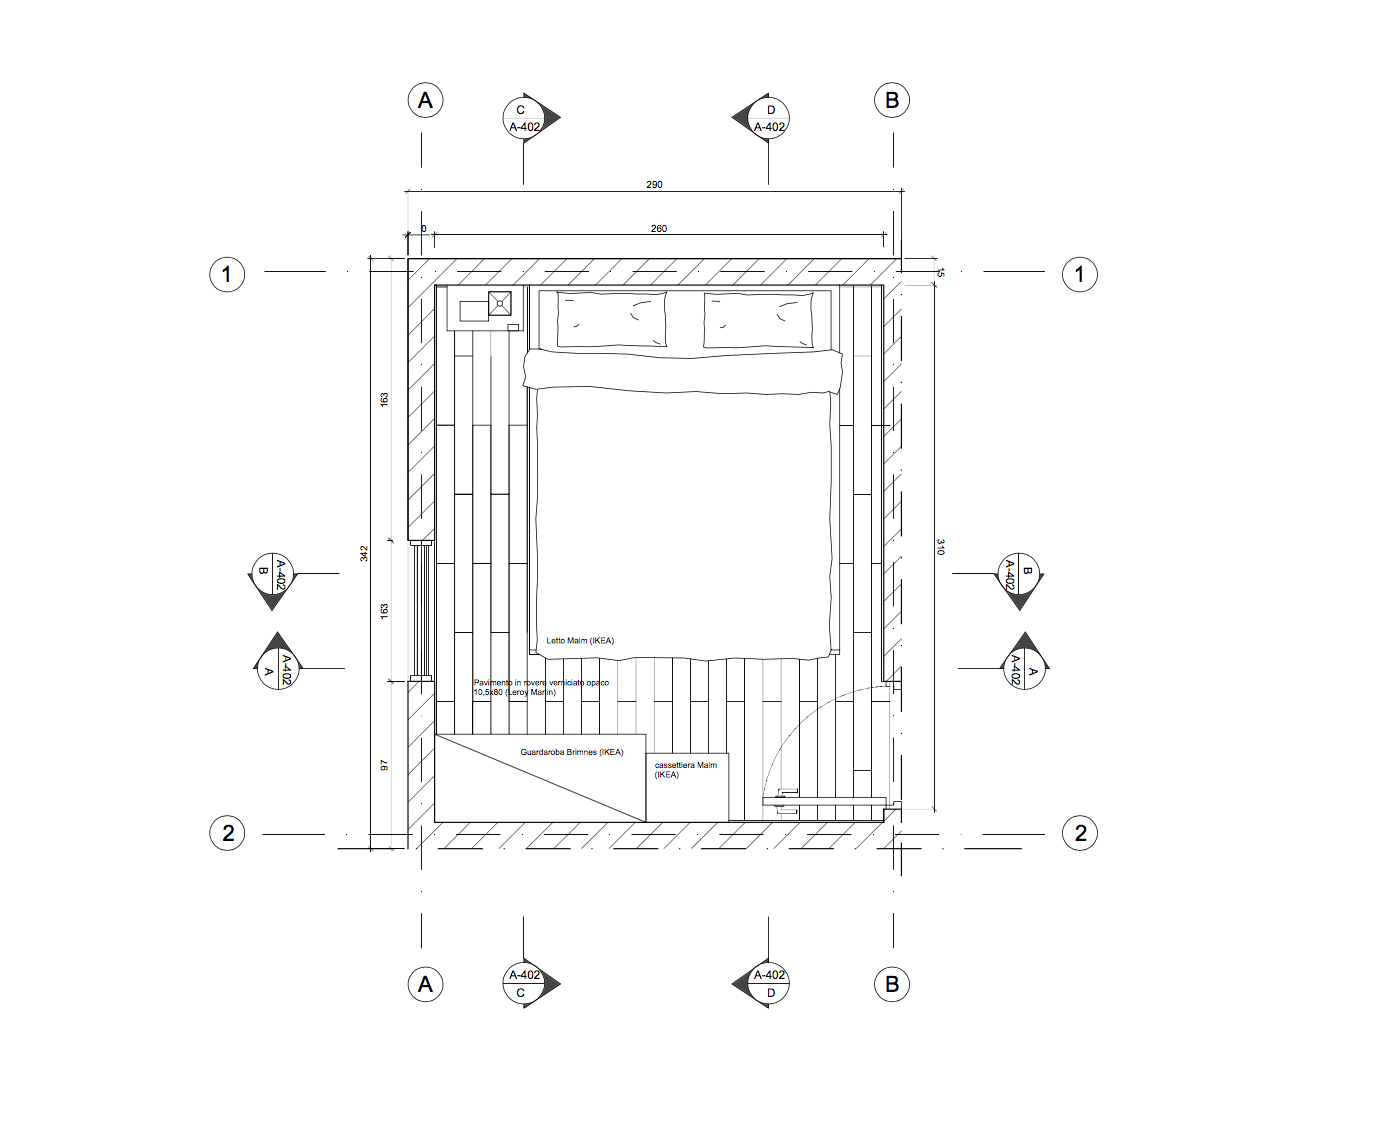 A
C
A-402
D
A-402
B
290
0
260
1
15
1
163
342
310
163
B
A-402
B
A-402
A
A-402
A
A-402
Letto Malm (IKEA)
Pavimento in rovere verniciato opaco
10,5x80 (Leroy Marlin)
97
Guardaroba Brimnes (IKEA)
cassettiera Malm
(IKEA)
2
2
A
A-402
C
A-402
D
B